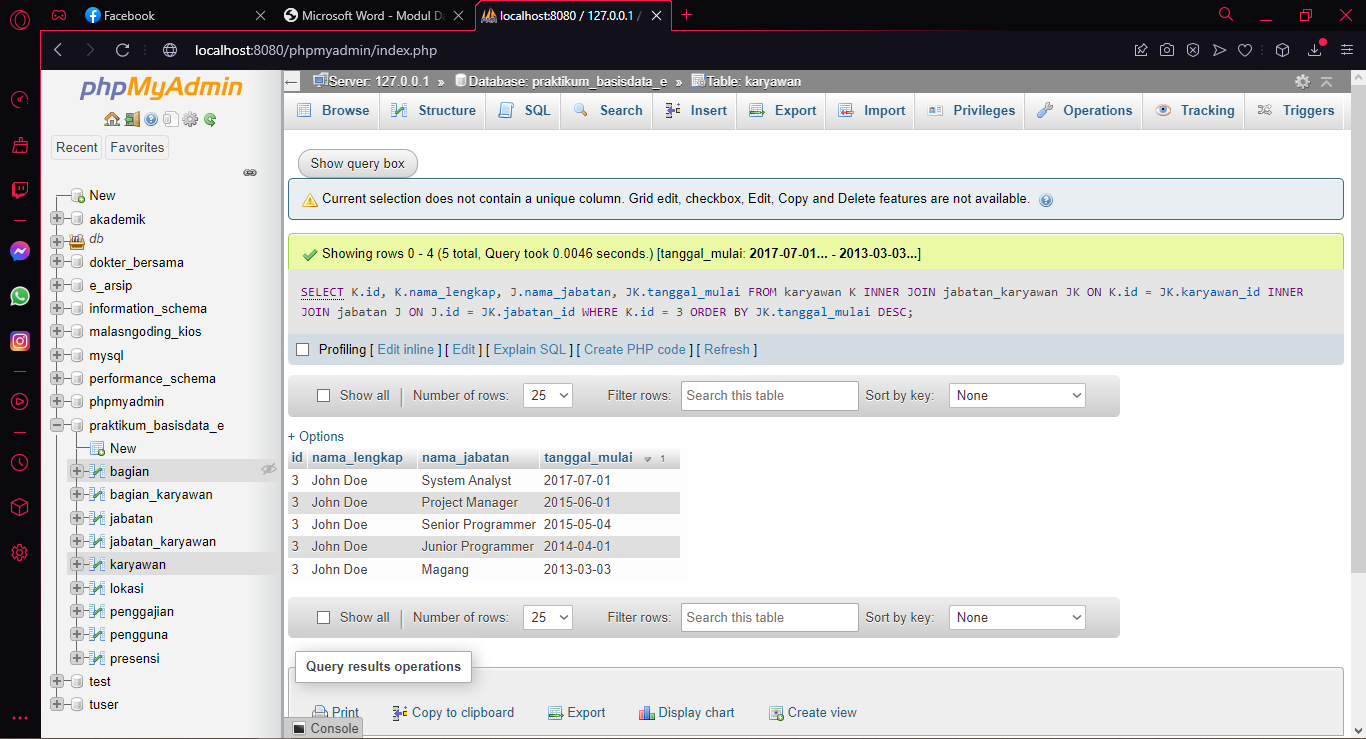 Facebook
Microsoft Word - Modul Da
localhost:8080 / 127.0.0.1 /
localhost:8080/phpmyadmin/index.php
phpMyAdmin
Recent
Favorites
New
akademik
db
dokter_bersama
e_arsip
information_schema
malasngoding_kios
mysql
performance_schema
phpmyadmin
praktikum_basisdata_e
New
bagian
bagian_karyawan
jabatan
jabatan_karyawan
karyawan
lokasi
penggajian
pengguna
presensi
test
tuser
Server: 127.0.0.1 » Database: praktikum_basisdata_e » Table: karyawan
Browse Structure SQL Search Insert Export Import Privileges Operations Tracking Triggers
Show query box
Current selection does not contain a unique column. Grid edit, checkbox, Edit, Copy and Delete features are not available.
Showing rows 0 - 4 (5 total, Query took 0.0046 seconds.) [tanggal_mulai: 2017-07-01... - 2013-03-03...]
SELECT K.id, K.nama_lengkap, J.nama_jabatan, JK.tanggal_mulai FROM karyawan K INNER JOIN jabatan_karyawan JK ON K.id = JK.karyawan_id INNER
JOIN jabatan J ON J.id = JK.jabatan_id WHERE K.id = 3 ORDER BY JK.tanggal_mulai DESC;
Profiling [ Edit inline ] [ Edit ] [ Explain SQL ] [ Create PHP code ] [ Refresh ]
Show all | Number of rows: 25 Filter rows: Search this table Sort by key: None
+ Options
id nama_lengkap nama_jabatan tanggal_mulai 1
3 John Doe System Analyst 2017-07-01
3 John Doe Project Manager 2015-06-01
3 John Doe Senior Programmer 2015-05-04
3 John Doe Junior Programmer 2014-04-01
3 John Doe Magang 2013-03-03
Show all | Number of rows: 25 Filter rows: Search this table Sort by key: None
Query results operations
Print Copy to clipboard Export Display chart Create view
Console